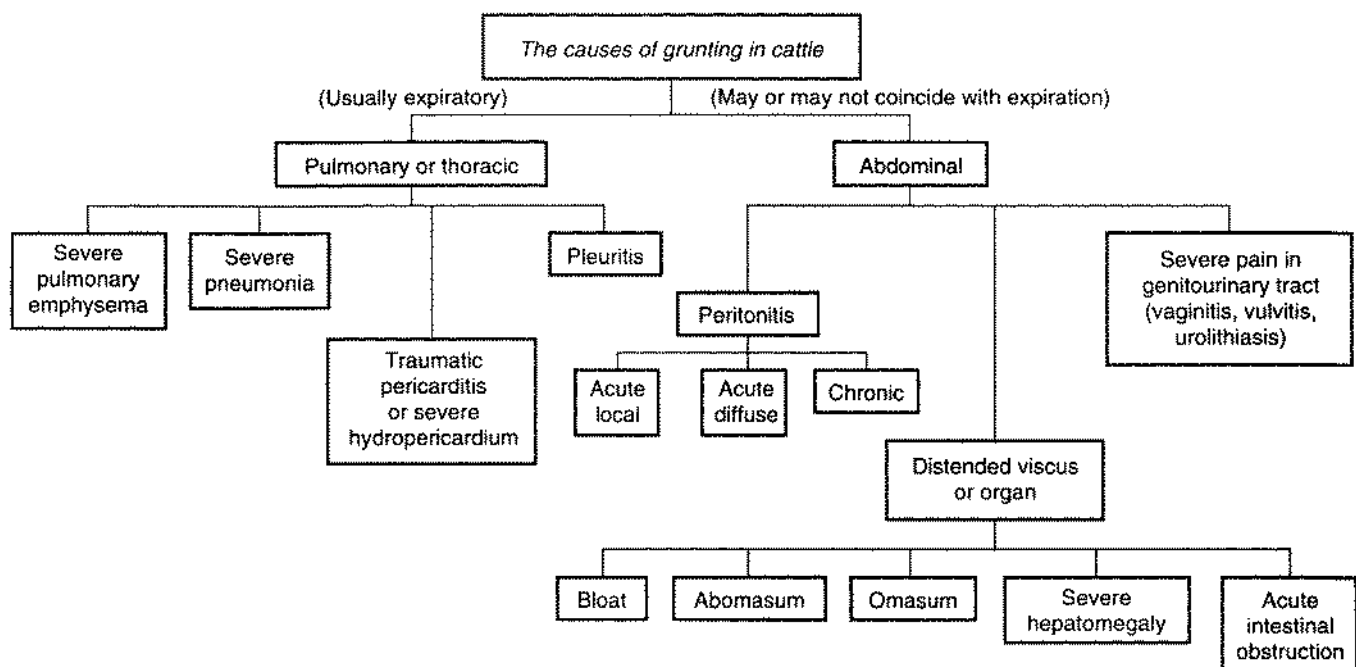 The causes of grunting in cattle
(Usually expiratory)
(May or may not coincide with expiration)
Pulmonary or thoracic
Abdominal
Severe
pulmonary
emphysema
Severe
pneumonia
Pleuritis
Traumatic
pericarditis
or severe
hydropericardium
Peritonitis
Acute
local
Acute
diffuse
Chronic
Severe pain in
genitourinary tract
(vaginitis, vulvitis,
urolithiasis)
Distended viscus
or organ
Bloat
Abomasum
Omasum
Severe
hepatomegaly
Acute
intestinal
obstruction